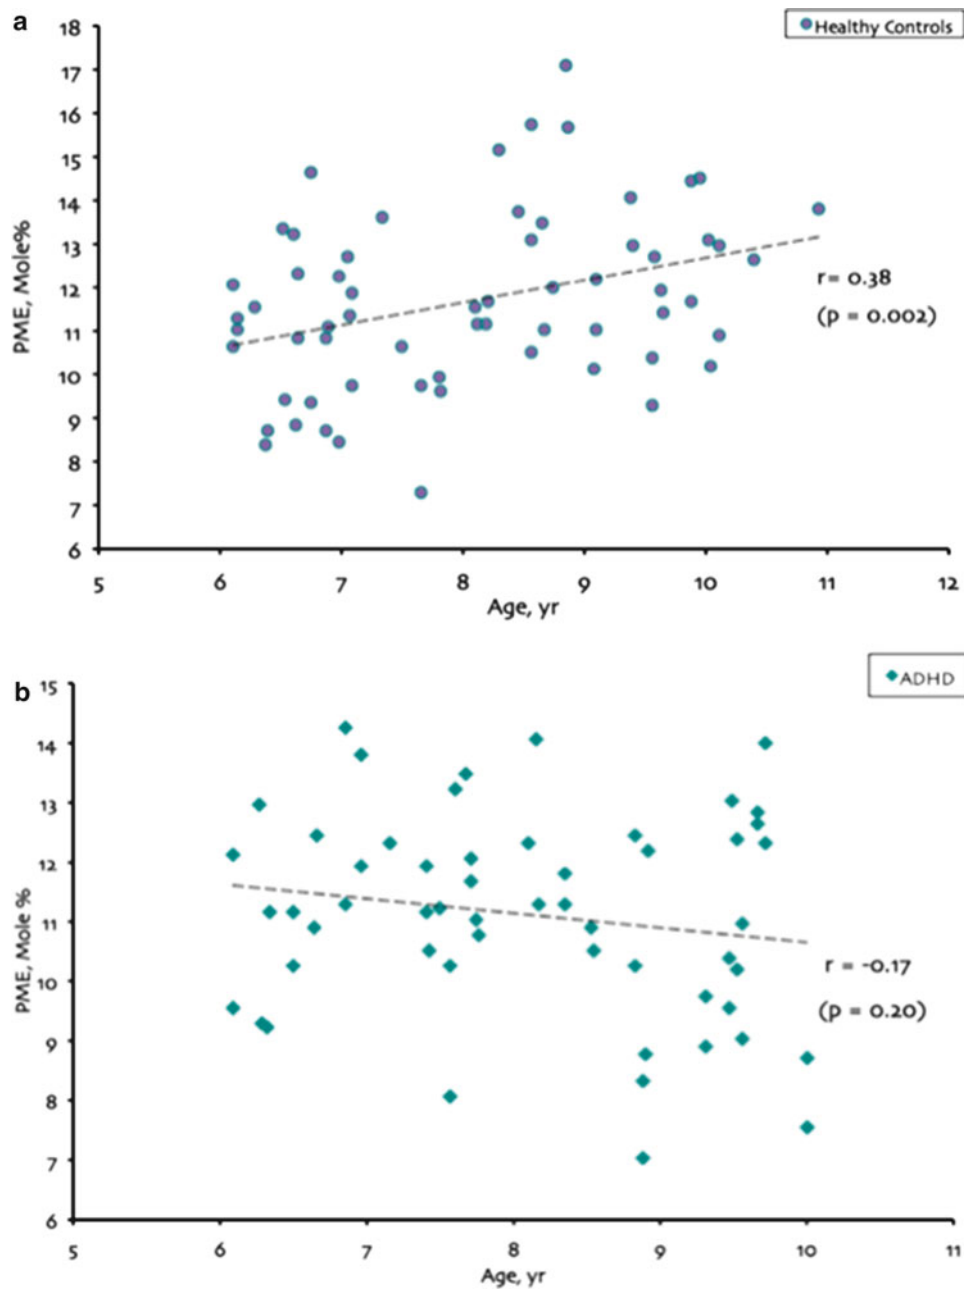 a
Healthy Controls
18
17
16
15
14
13
12
11
10
9
8
7
6
PME, Mole%
r= 0.38
(p = 0.002)
5 6 7 8 9 10 11 12
Age, yr
b
ADHD
15
14
13
12
11
10
9
8
7
6
PME, Mole %
r = -0.17
(p = 0.20)
5 6 7 8 9 10 11
Age, yr